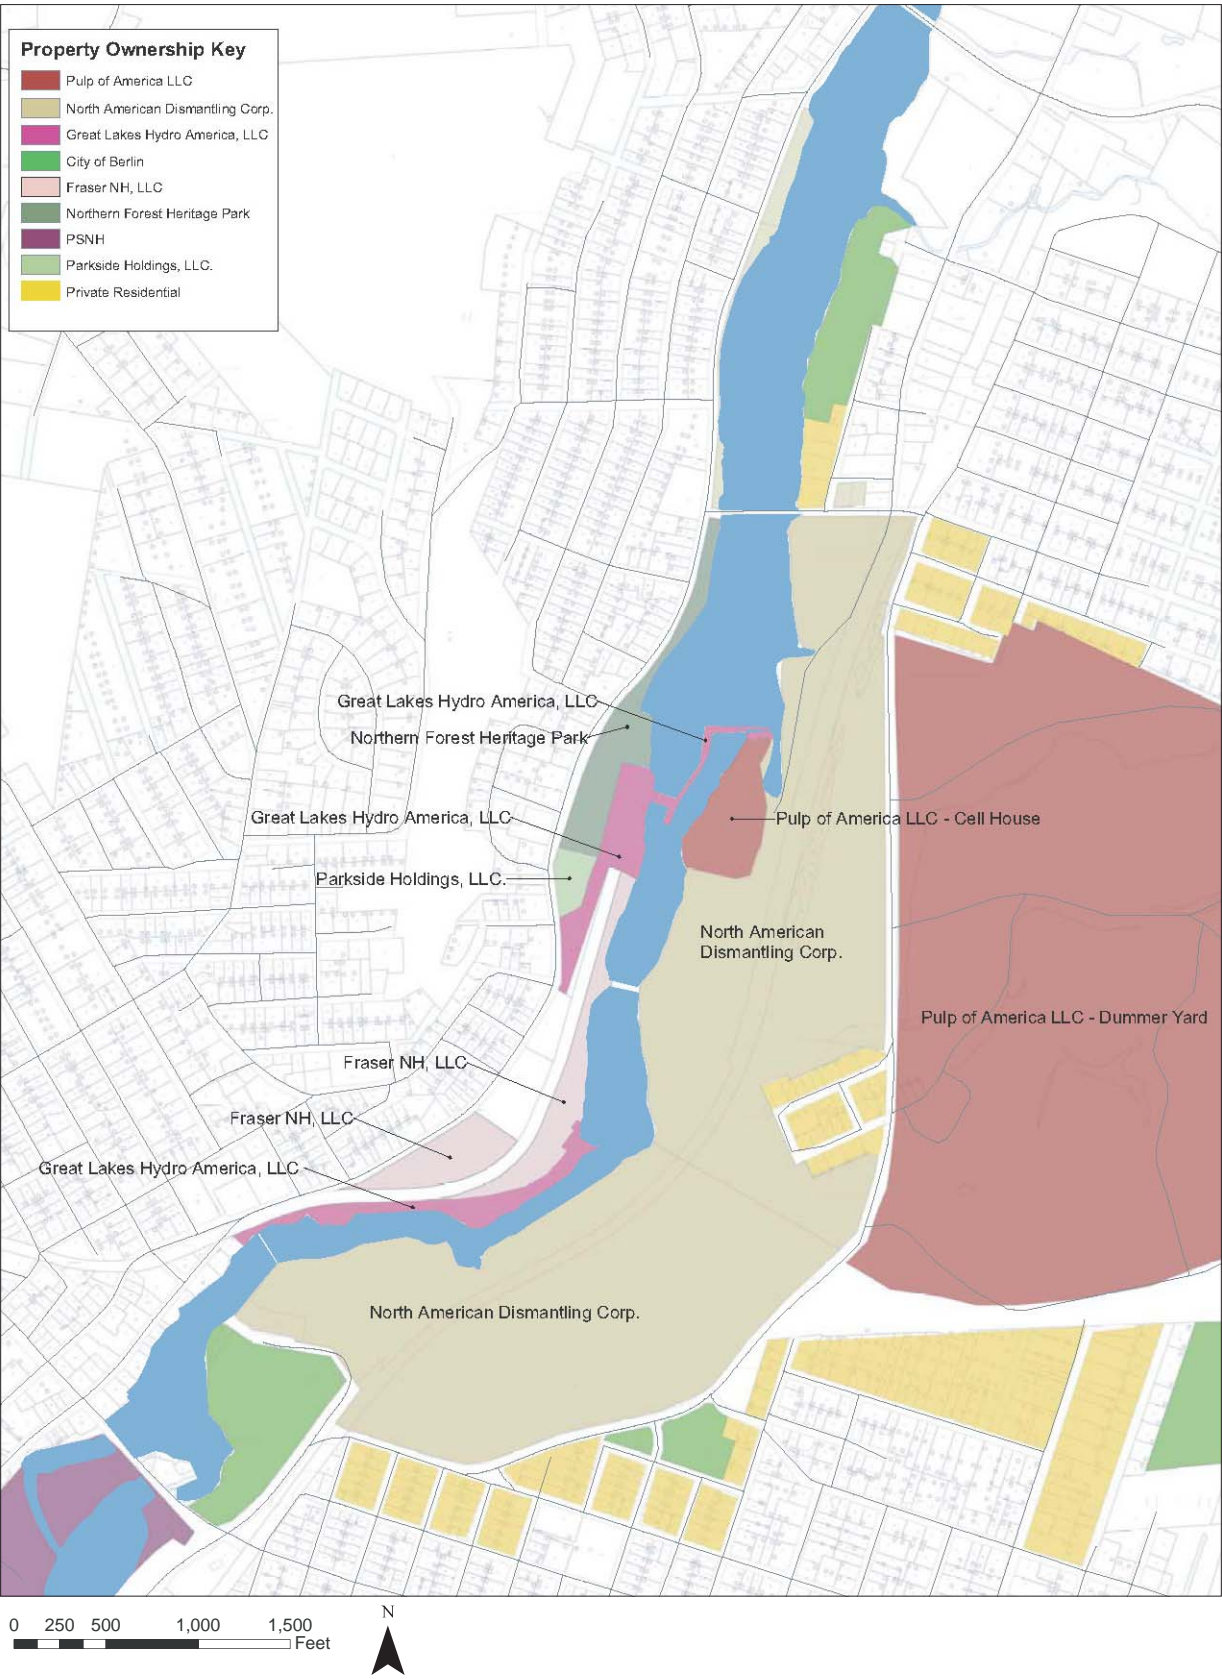 Property Ownership Key
Pulp of America LLC
North American Dismantling Corp.
Great Lakes Hydro America, LLC
City of Berlin
Fraser NH, LLC
Northern Forest Heritage Park
PSNH
Parkside Holdings, LLC.
Private Residential
Great Lakes Hydro America, LLC
Northern Forest Heritage Park
Great Lakes Hydro America, LLC
Pulp of America LLC - Cell House
Parkside Holdings, LLC.
North American
Dismantling Corp.
Pulp of America LLC - Dummer Yard
Fraser NH, LLC
Fraser NH, LLC
Great Lakes Hydro America, LLC
North American Dismantling Corp.
0 250 500 1,000 1,500
Feet
N